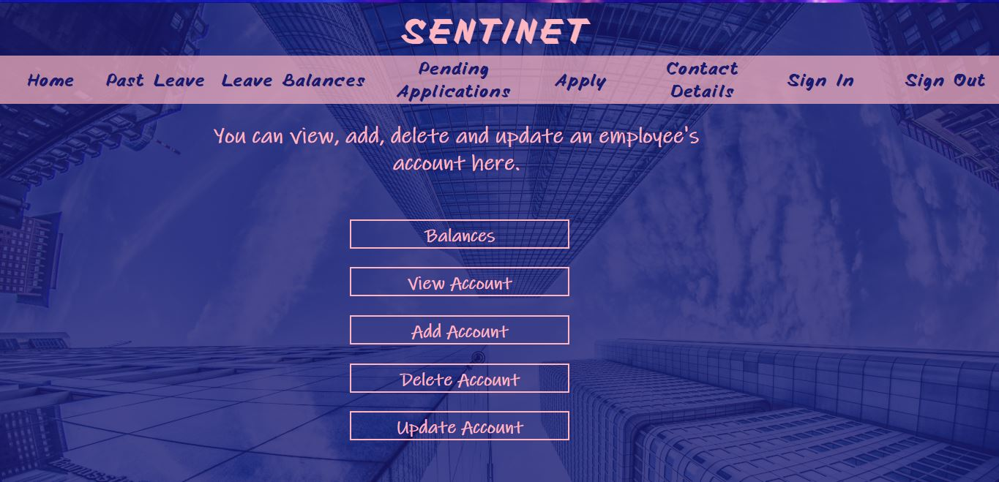 SENTINET
Home Past Leave Leave Balances Pending Applications Apply Contact Details Sign In Sign Out
You can view, add, delete and update an employee's
account here.
Balances
View Account
Add Account
Delete Account
Update Account